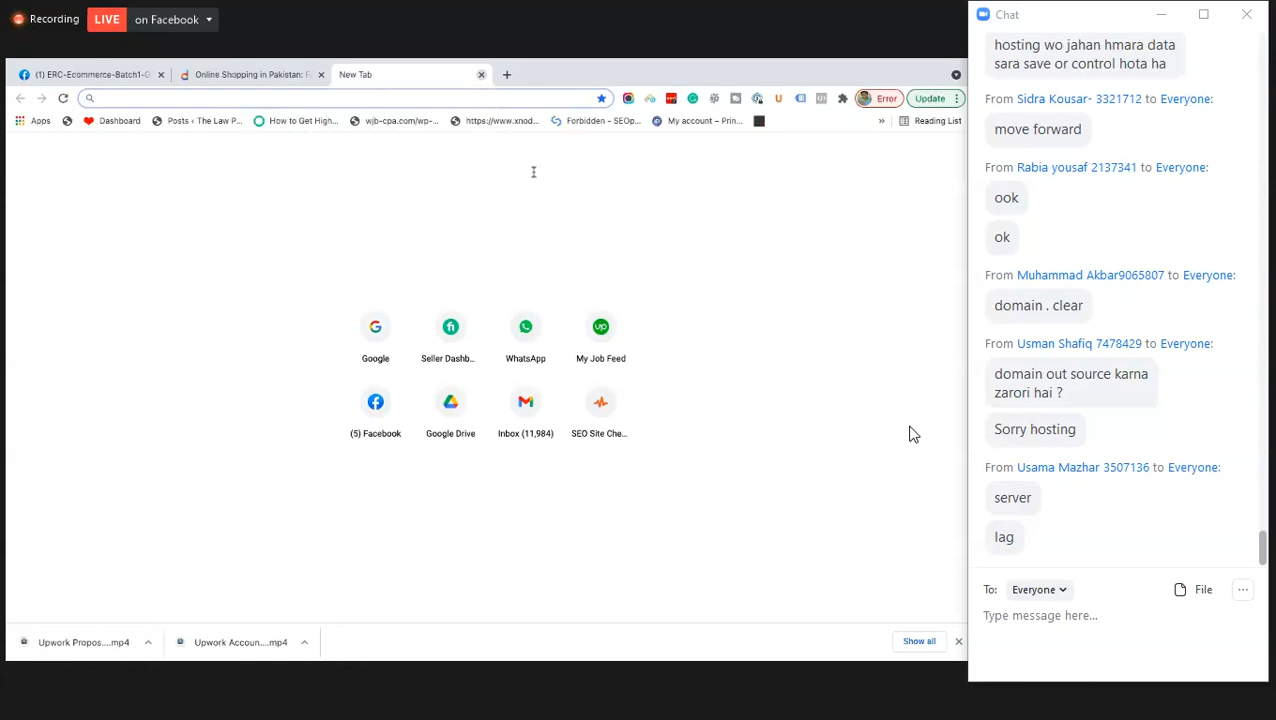 Recording
LIVE
on Facebook
(1) ERC-Ecommerce-Batch1-G
Online Shopping in Pakistan: F
New Tab
Error
Update
Apps
Dashboard
Posts ‹ The Law P...
How to Get High...
wjb-cpa.com/wp-...
https://www.xnod...
Forbidden - SEOp...
My account – Prin...
»
Reading List
Google
Seller Dashb...
WhatsApp
My Job Feed
(5) Facebook
Google Drive
Inbox (11,984)
SEO Site Che...
Upwork Propos....mp4
Upwork Accoun....mp4
Show all
Chat
hosting wo jahan hmara data
sara save or control hota ha
From Sidra Kousar- 3321712 to Everyone:
move forward
From Rabia yousaf 2137341 to Everyone:
ook
ok
From Muhammad Akbar9065807 to Everyone:
domain . clear
From Usman Shafiq 7478429 to Everyone:
domain out source karna
zarori hai ?
Sorry hosting
From Usama Mazhar 3507136 to Everyone:
server
lag
To: Everyone
File
...
Type message here...